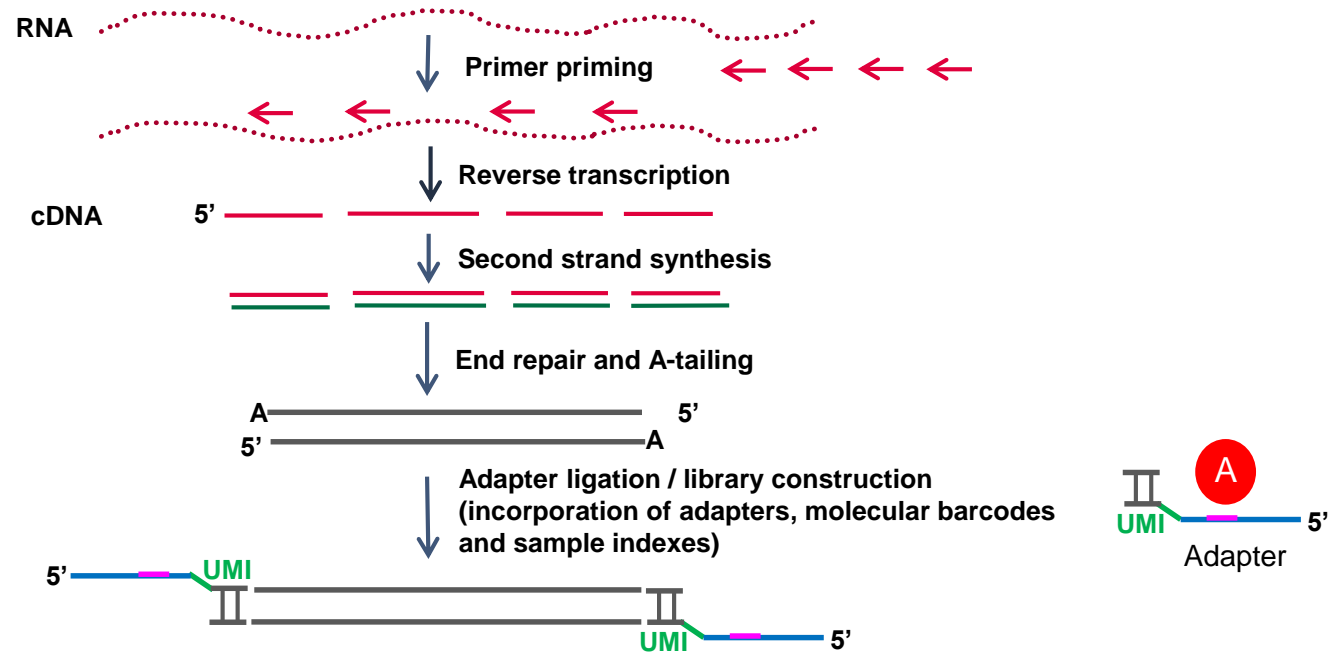 RNA
Primer priming
Reverse transcription
cDNA
5’
Second strand synthesis
End repair and A-tailing
A
5’
5’
A
Adapter ligation / library construction
(incorporation of adapters, molecular barcodes
and sample indexes)
A
UMI
5’
Adapter
5’
UMI
UMI
5’